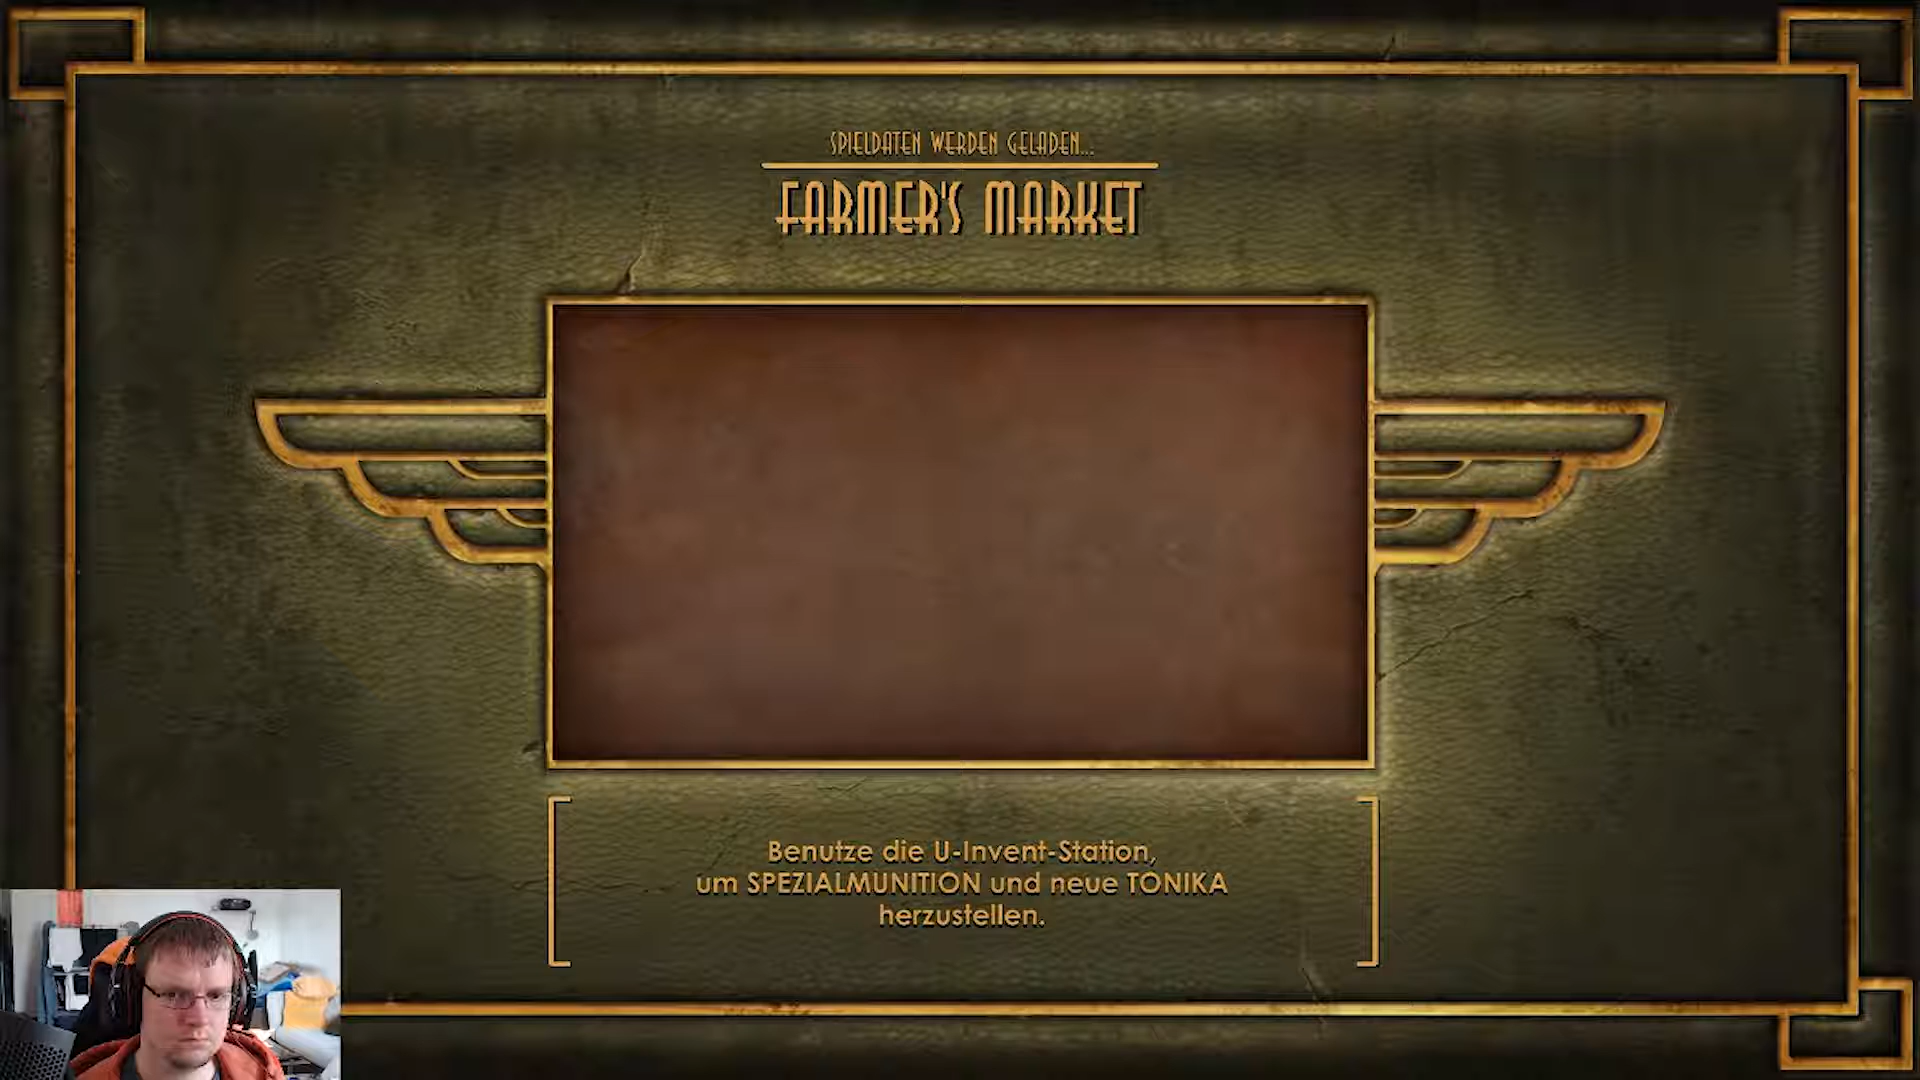 SPIELDATEN WERDEN GELADEN...
FARMER'S MARKET
Benutze die U-Invent-Station,
um SPEZIALMUNITION und neue TONIKA
herzustellen.